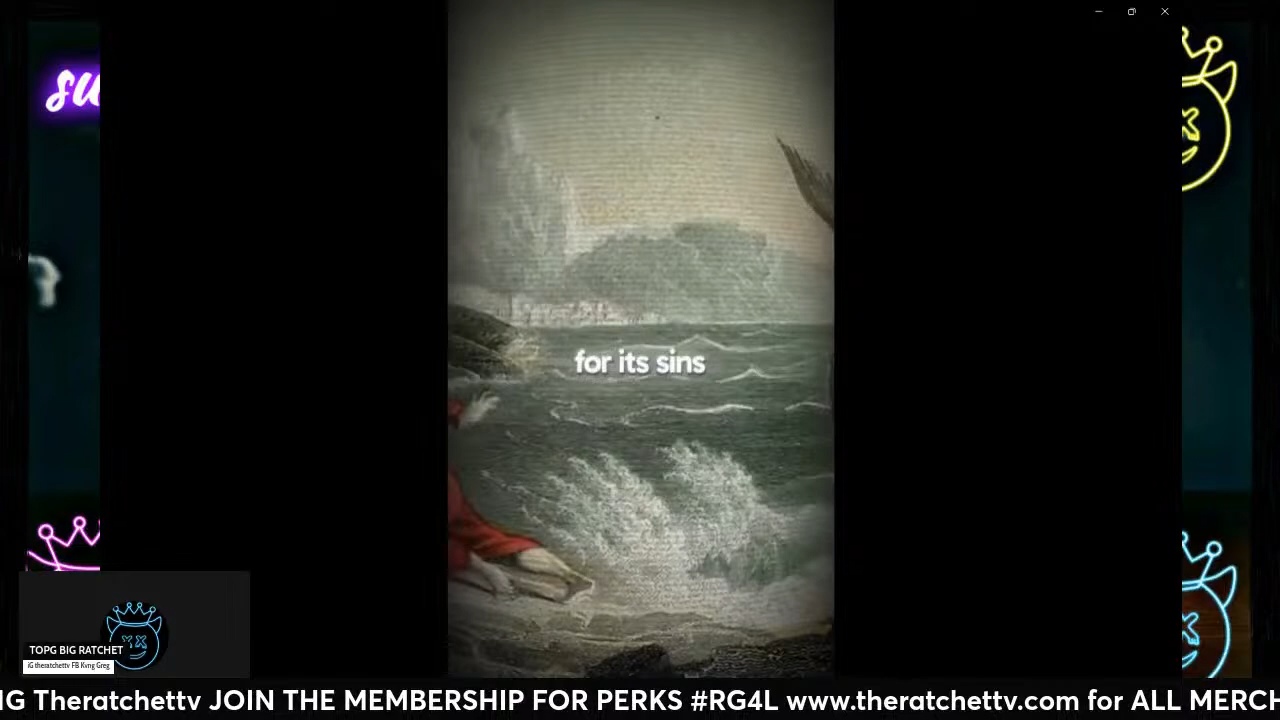 su
for its sins
TOPG BIG RATCHET
iG theratchettv FB Kvng Greg
IG Theratchettv JOIN THE MEMBERSHIP FOR PERKS #RG4L www.theratchettv.com for ALL MERCH